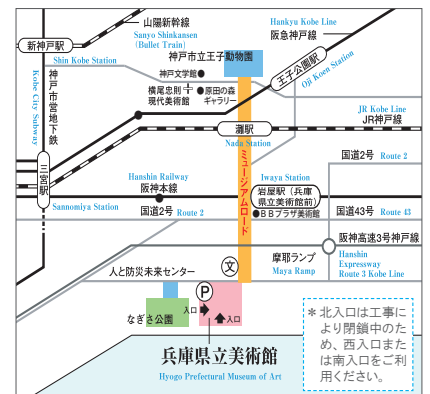 山陽新幹線
Sanyo Shinkansen
(Bullet Train)
新神戸駅
Shin Kobe Station
Hankyu Kobe Line
阪急神戸線
神戸市立王子動物園
神戸文学館
王子公園駅
Oji Koen Station
横尾忠則
現代美術館
原田の森
ギャラリー
Kobe City Subway
神戸市営地下鉄
JR Kobe Line
JR神戸線
灘駅
Nada Station
ミュージアムロード
国道2号 Route 2
三宮駅
Sannomiya Station
Hanshin Railway
阪神本線
Iwaya Station
岩屋駅（兵庫
県立美術館前）
国道2号 Route 2
BBプラザ美術館
国道43号 Route 43
阪神高速3号神戸線
Hanshin
Expressway
Route 3 Kobe Line
摩耶ランプ
Maya Ramp
文
人と防災未来センター
P
なぎさ公園
入口
入口
兵庫県立美術館
Hyogo Prefectural Museum of Art
＊北入口は工事に
より閉鎖中のた
め、西入口また
は南入口をご利
用ください。